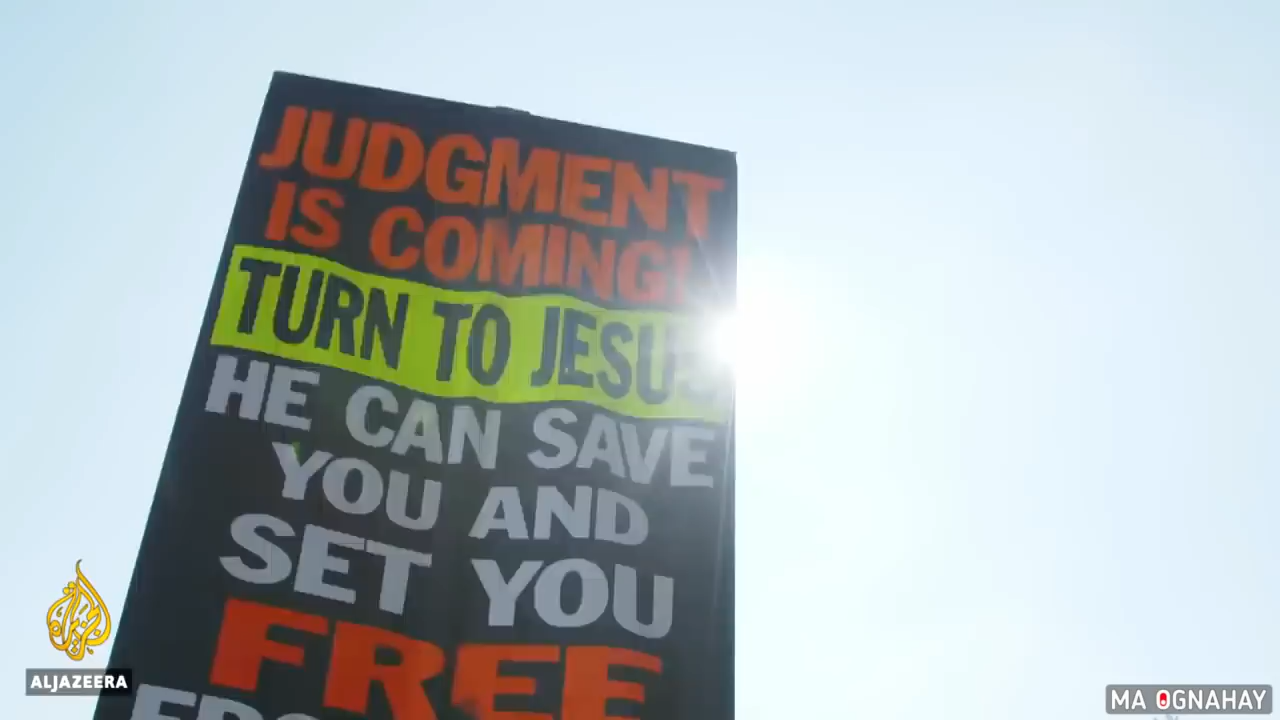 JUDGMENT
IS COMING!
TURN TO JESUS
HE CAN SAVE
YOU AND
SET YOU
FREE
ALJAZEERA
MA OGNAHAY